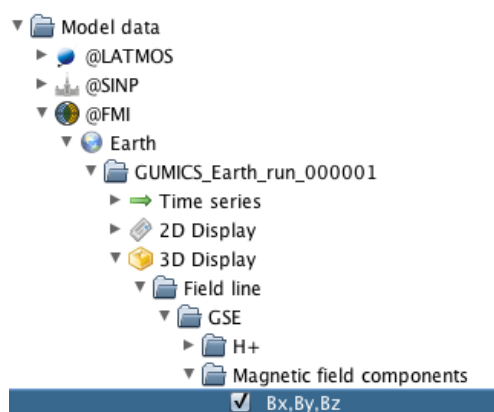 Model data
@LATMOS
@SINP
@FMI
Earth
GUMICS_Earth_run_000001
Time series
2D Display
3D Display
Field line
GSE
H+
Magnetic field components
Bx,By,Bz